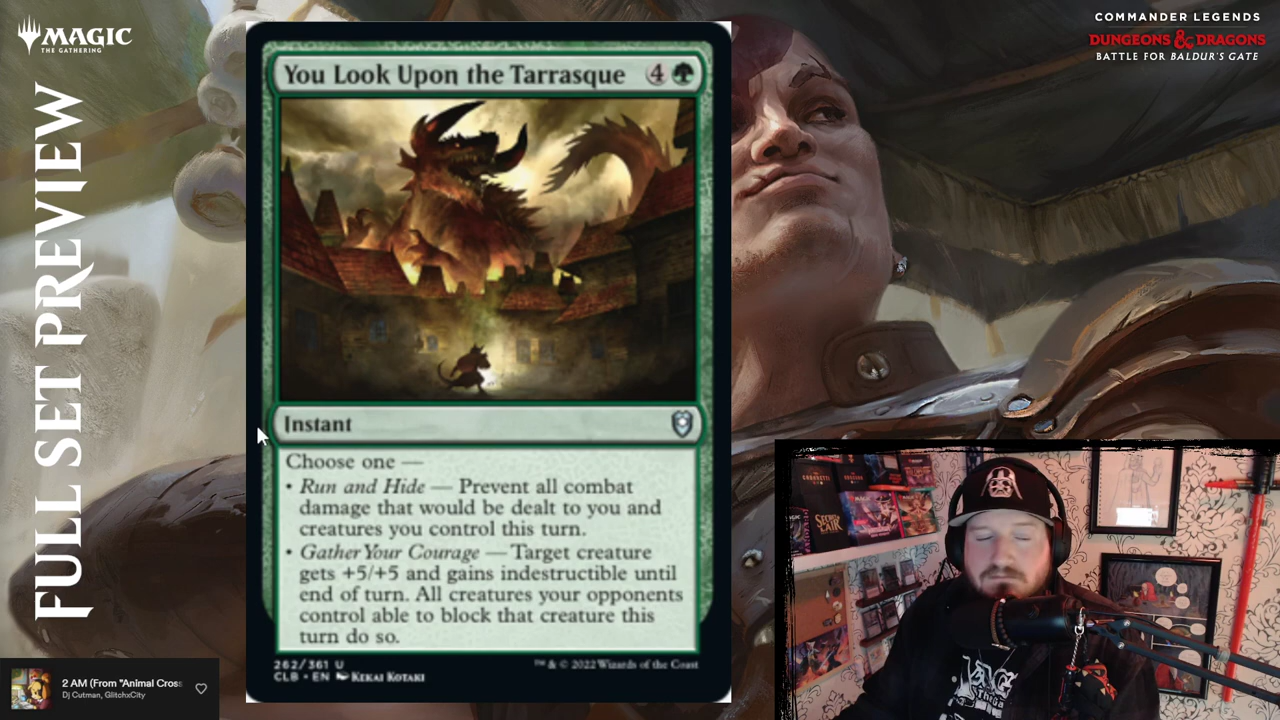 MAGIC
THE GATHERING
FULL SET PREVIEW
COMMANDER LEGENDS
DUNGEONS & DRAGONS
BATTLE FOR BALDUR'S GATE
You Look Upon the Tarrasque 4
Instant
Choose one —
• Run and Hide — Prevent all combat
damage that would be dealt to you and
creatures you control this turn.
• Gather Your Courage — Target creature
gets +5/+5 and gains indestructible until
end of turn. All creatures your opponents
control able to block that creature this
turn do so.
262/361 U
CLB • EN KEKAI KOTAKI
™ & © 2022 Wizards of the Coast
2 AM (From "Animal Cross
Dj Cutman, GlitchxCity
SECRET
LAIR